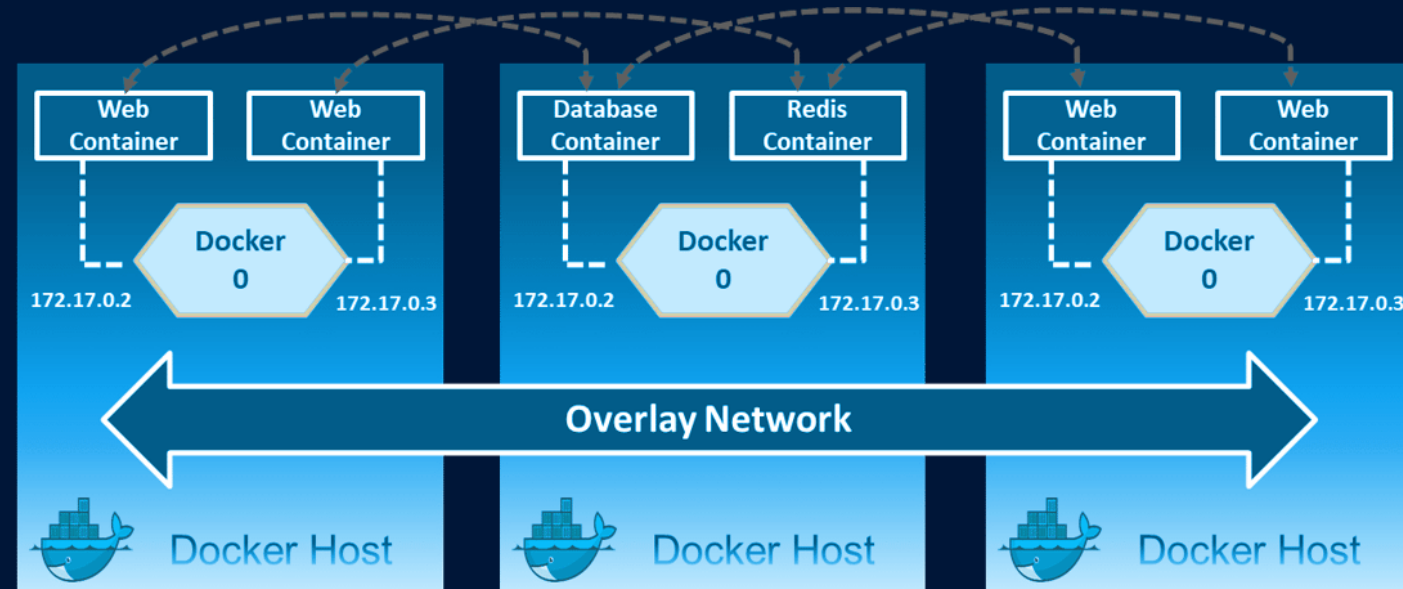 Web
Container
Web
Container
Database
Container
Redis
Container
Web
Container
Web
Container
Docker
0
Docker
0
Docker
0
172.17.0.2
172.17.0.3
172.17.0.2
172.17.0.3
172.17.0.2
172.17.0.3
Overlay Network
Docker Host
Docker Host
Docker Host